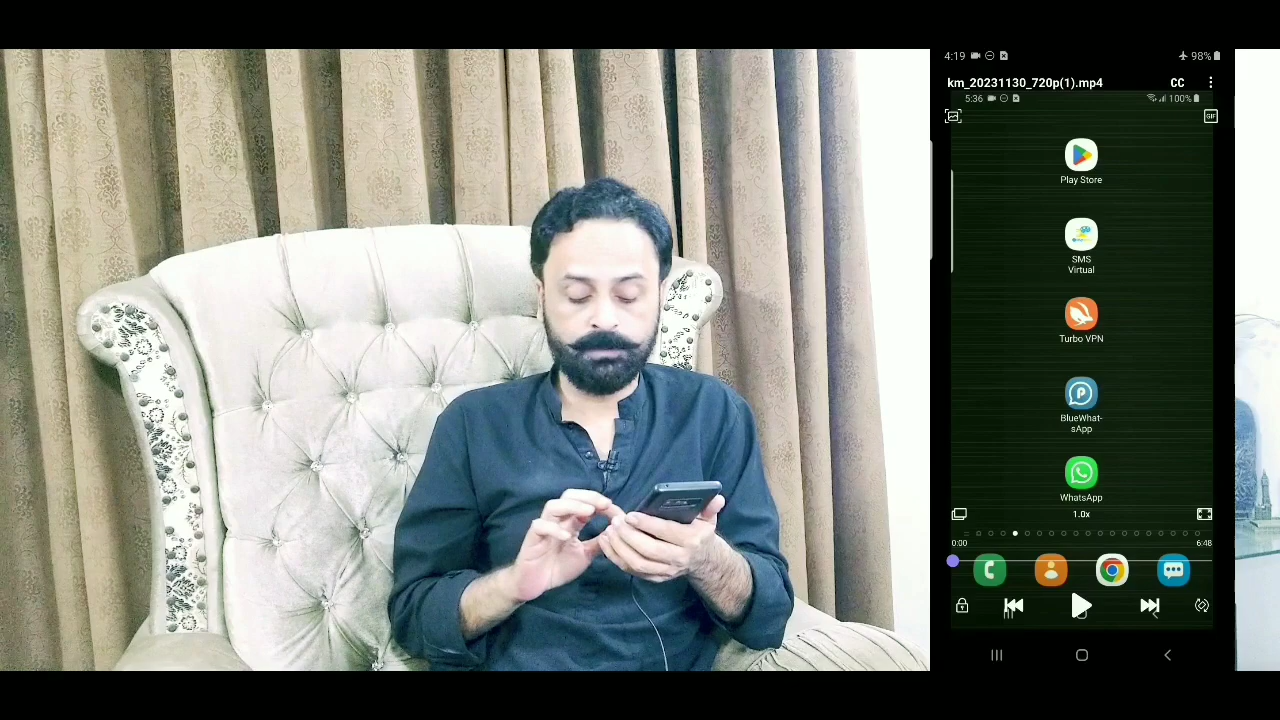 4:19
98%
km_20231130_720p(1).mp4
CC
5:36
100%
GIF
Play Store
SMS
Virtual
Turbo VPN
BlueWhat-
sApp
WhatsApp
1.0x
0:00
6:48